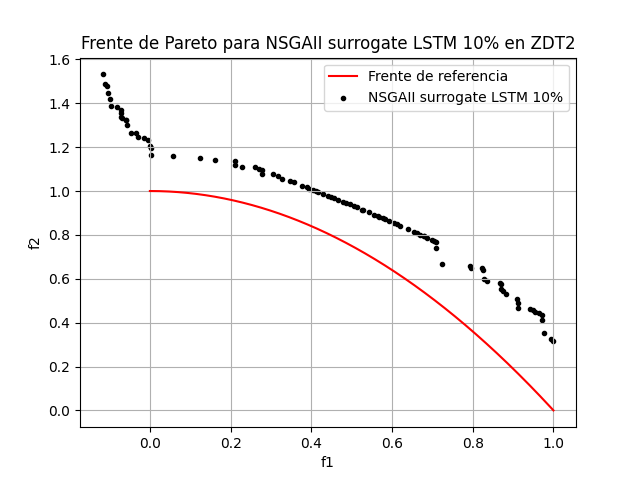 Frente de Pareto para NSGAII surrogate LSTM 10% en ZDT2
Frente de referencia
NSGAII surrogate LSTM 10%
f2
1.6
1.4
1.2
1.0
0.8
0.6
0.4
0.2
0.0
0.0 0.2 0.4 0.6 0.8 1.0
f1